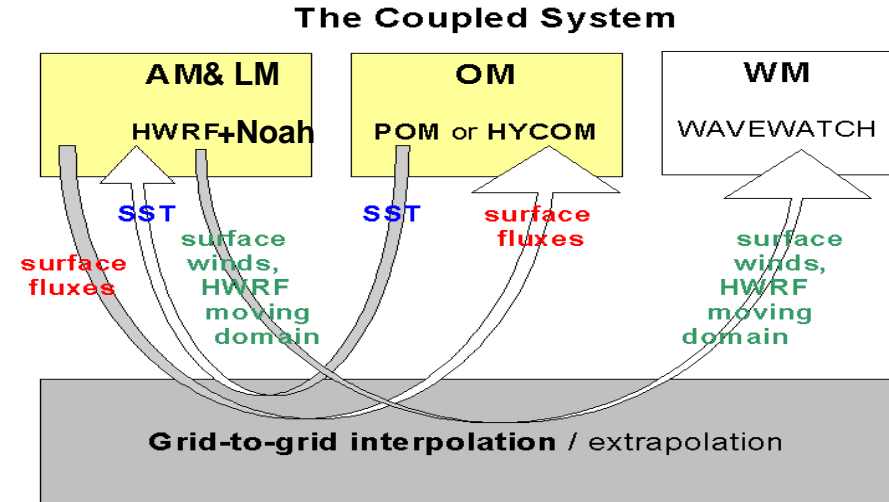 The Coupled System
AM& LM
HWRF+Noah
OM
POM or HYCOM
WM
WAVEWATCH
SST
SST
surface
fluxes
surface
fluxes
surface
winds,
HWRF
moving
domain
surface
winds,
HWRF
moving
domain
Grid-to-grid interpolation / extrapolation